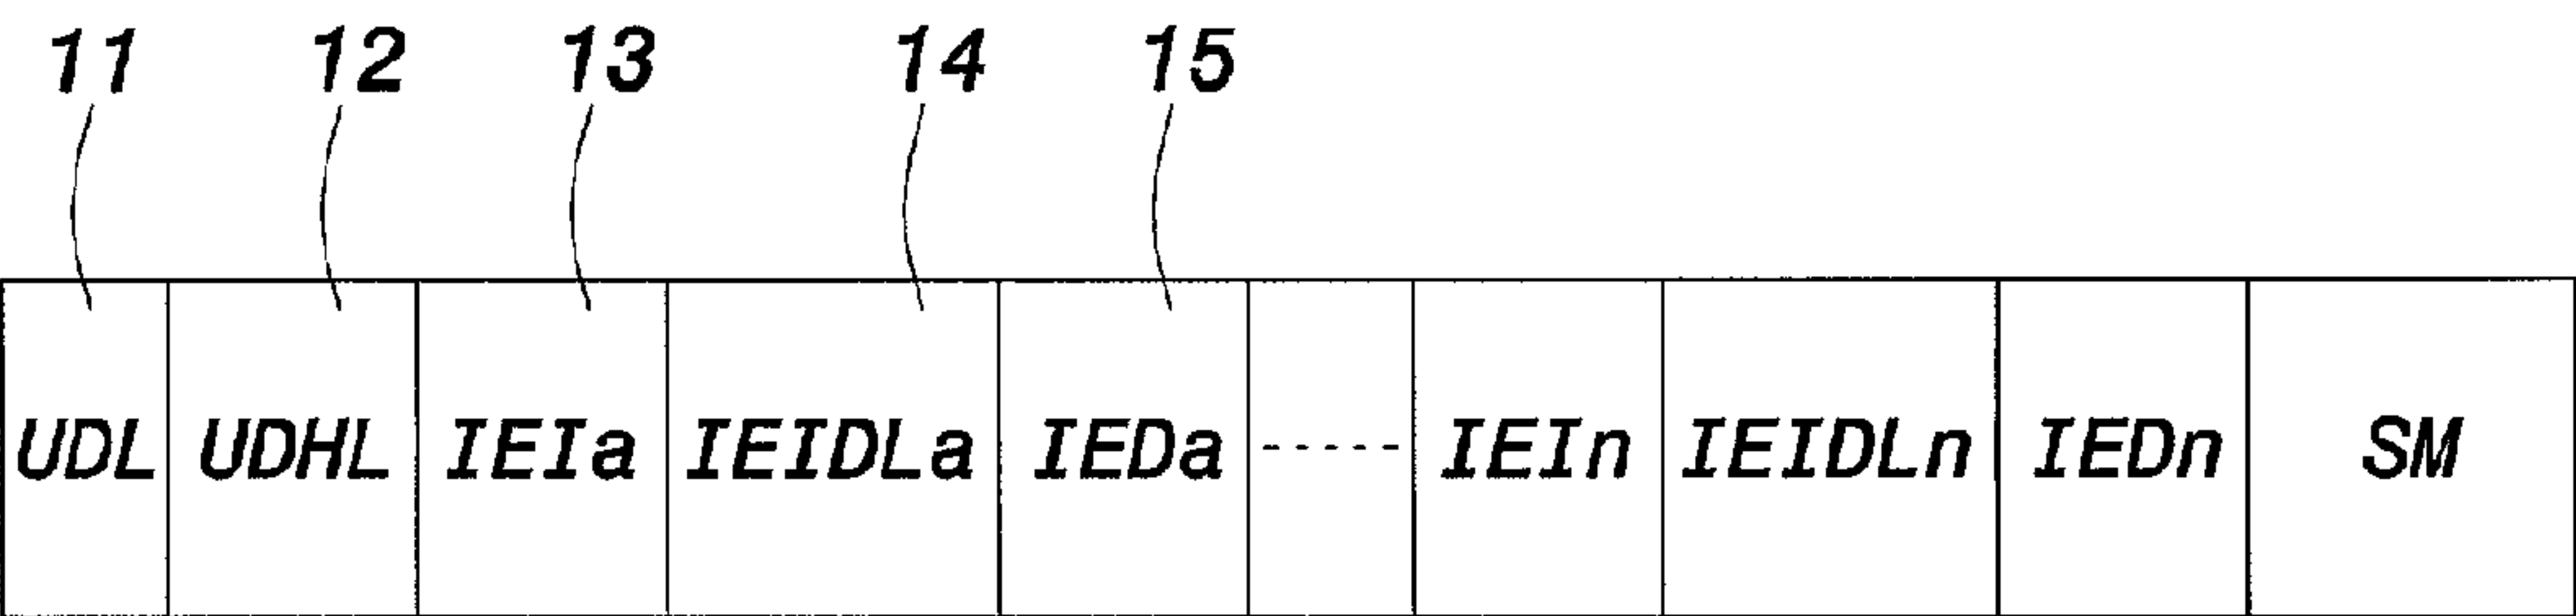 11 12 13 14 15
UDL UDHL IEIa IEIDLa IEDa ----- IEIn IEIDLn IEDn SM